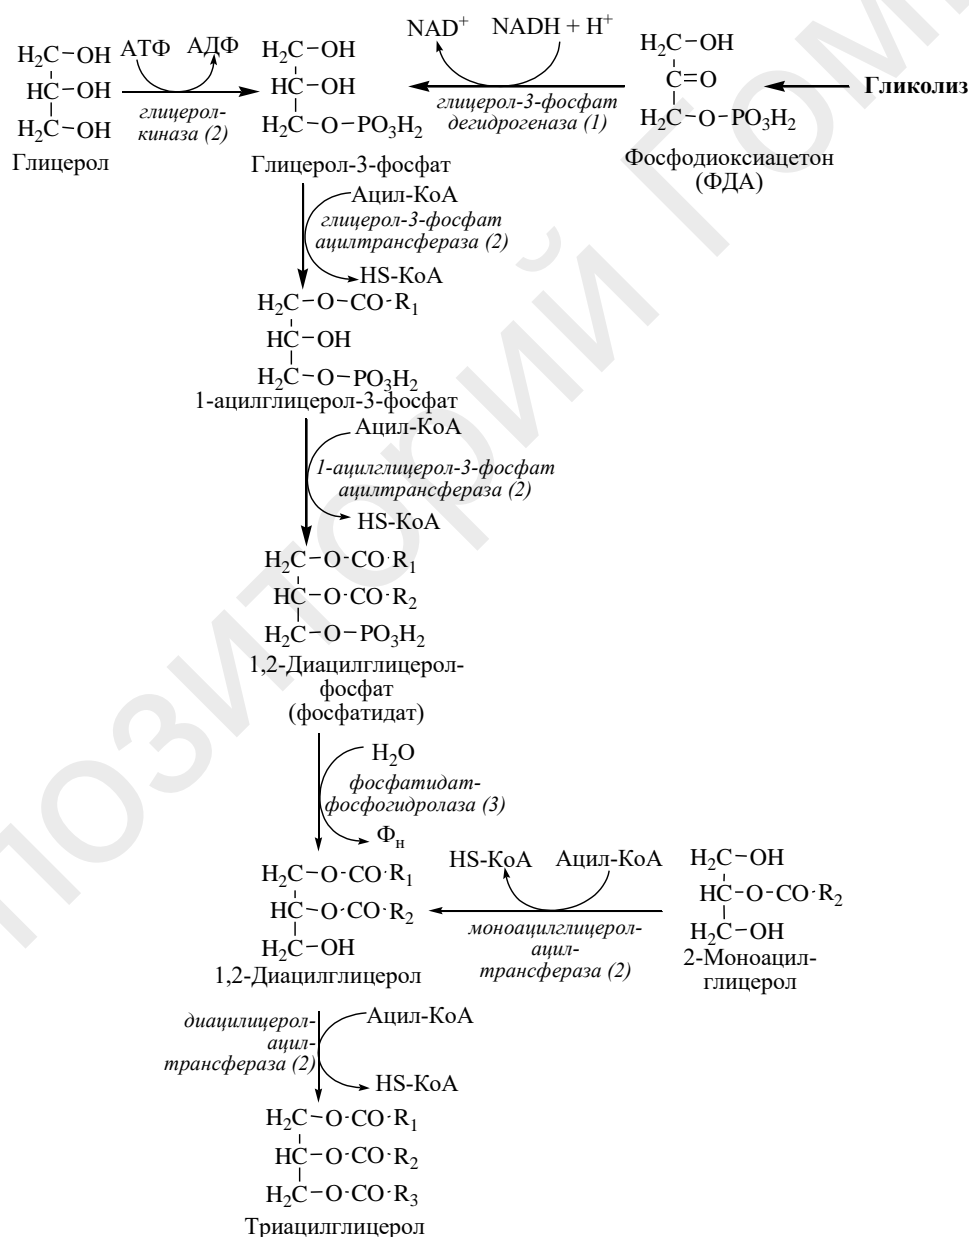 H2C-OH
HC-OH
H2C-OH
Глицерол
АТФ АДФ
глицерол-
киназа (2)
H2C-OH
HC-OH
H2C-O-PO3H2
Глицерол-3-фосфат
NAD+ NADH + H+
глицерол-3-фосфат
дегидрогеназа (1)
H2C-OH
C=O
H2C-O-PO3H2
Фосфодиоксиацетон
(ФДА)
Гликолиз
Ацил-КоА
глицерол-3-фосфат
ацилтрансфераза (2)
HS-КоА
H2C-O-CO-R1
HC-OH
H2C-O-PO3H2
1-ацилглицерол-3-фосфат
Ацил-КоА
1-ацилглицерол-3-фосфат
ацилтрансфераза (2)
HS-КоА
H2C-O-CO-R1
HC-O-CO-R2
H2C-O-PO3H2
1,2-Диацилглицерол-
фосфат
(фосфатидат)
H2O
фосфатидат-
фосфогидролаза (3)
Фн
H2C-O-CO-R1
HC-O-CO-R2
H2C-OH
1,2-Диацилглицерол
HS-КоА Ацил-КоА
моноацилглицерол-
ацил-
трансфераза (2)
H2C-OH
HC-O-CO-R2
H2C-OH
2-Моноацил-
глицерол
диацилицерол-
ацил-
трансфераза (2)
Ацил-КоА
HS-КоА
H2C-O-CO-R1
HC-O-CO-R2
H2C-O-CO-R3
Триацилглицерол
позиторий Гом